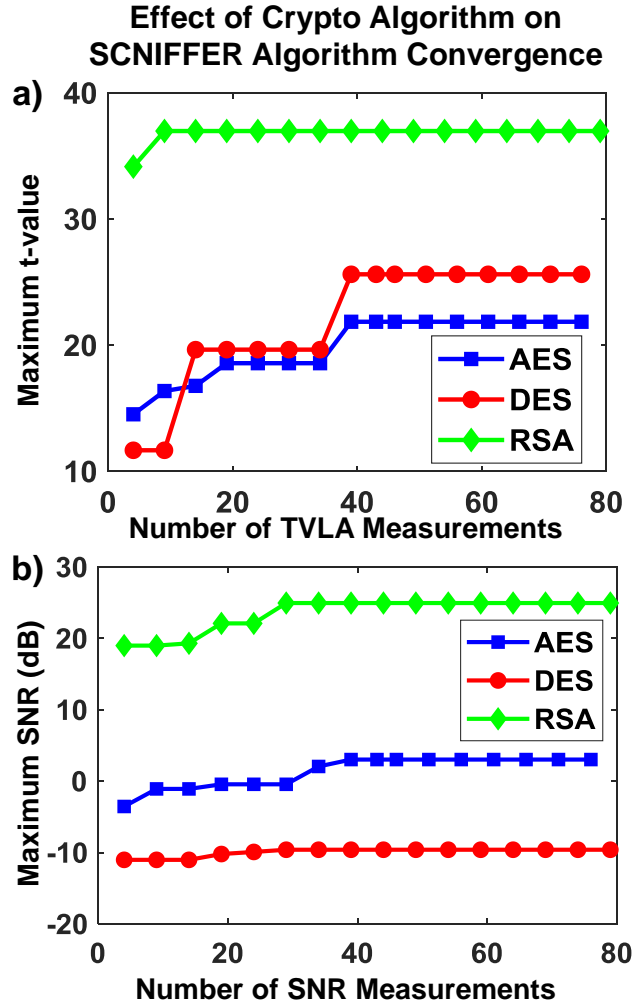 Effect of Crypto Algorithm on
SCNIFFER Algorithm Convergence
a)
40
30
20
10
Maximum t-value
AES
DES
RSA
0
20
40
60
80
Number of TVLA Measurements
b)
30
20
10
0
-10
-20
Maximum SNR (dB)
AES
DES
RSA
0
20
40
60
80
Number of SNR Measurements